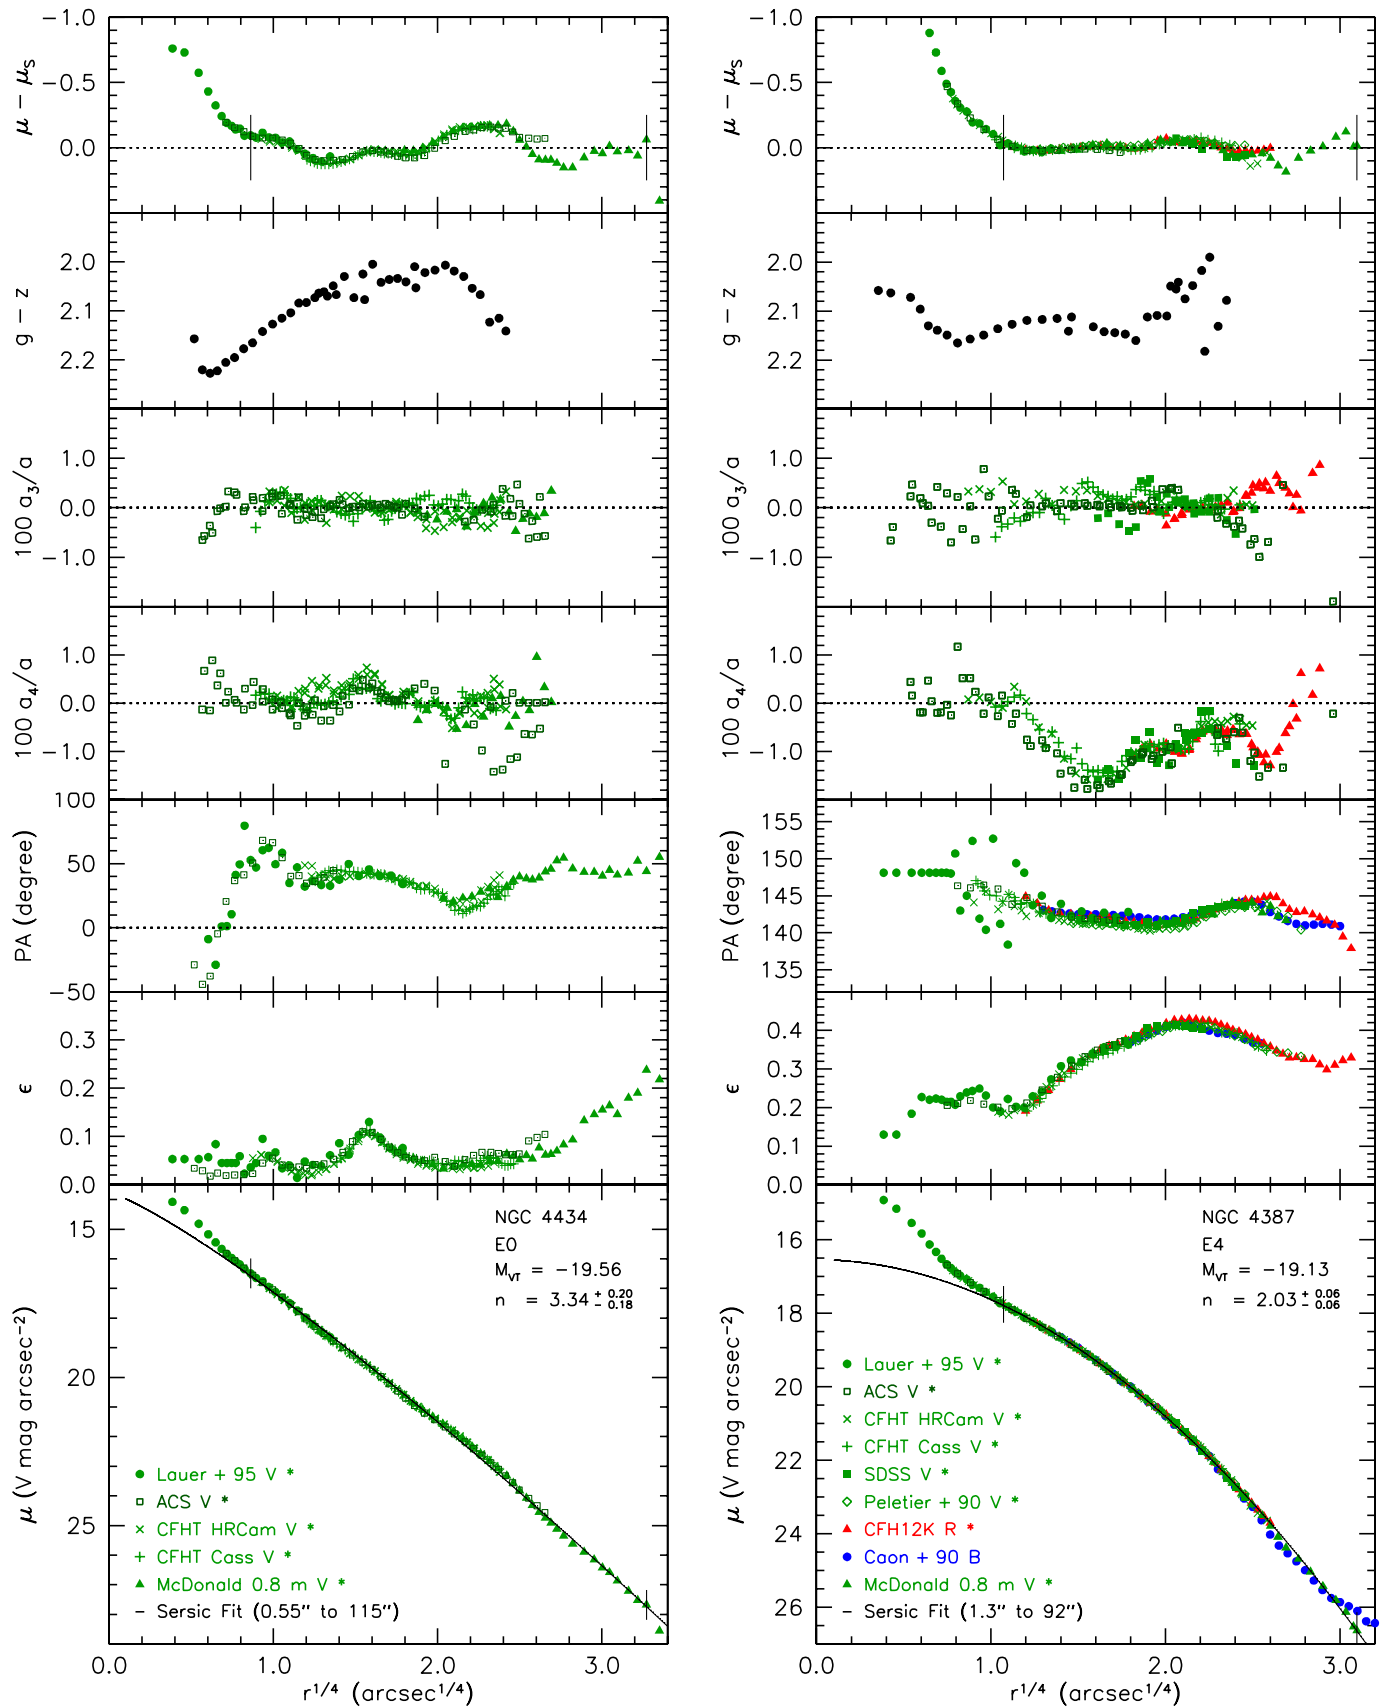 −1.0
−0.5
0.0
μ − μS
2.0
2.1
2.2
g − z
1.0
0.0
−1.0
100 a3/a
1.0
0.0
−1.0
100 a4/a
100
50
0
−50
PA (degree)
0.3
0.2
0.1
0.0
ϵ
15
20
25
μ (V mag arcsec−2)
NGC 4434
E0
MVT = −19.56
n = 3.34 + 0.20 − 0.18
Lauer + 95 V *
ACS V *
CFHT HRCam V *
CFHT Cass V *
McDonald 0.8 m V *
− Sersic Fit (0.55″ to 115″)
0.0 1.0 2.0 3.0
r1/4 (arcsec1/4)
−1.0
−0.5
0.0
μ − μS
2.0
2.1
2.2
g − z
1.0
0.0
−1.0
100 a3/a
1.0
0.0
−1.0
100 a4/a
155
150
145
140
135
PA (degree)
0.4
0.3
0.2
0.1
0.0
ϵ
16
18
20
22
24
26
μ (V mag arcsec−2)
NGC 4387
E4
MVT = −19.13
n = 2.03 + 0.06 − 0.06
Lauer + 95 V *
ACS V *
CFHT HRCam V *
CFHT Cass V *
SDSS V *
Peletier + 90 V *
CFH12K R *
Caon + 90 B
McDonald 0.8 m V *
− Sersic Fit (1.3″ to 92″)
0.0 1.0 2.0 3.0
r1/4 (arcsec1/4)